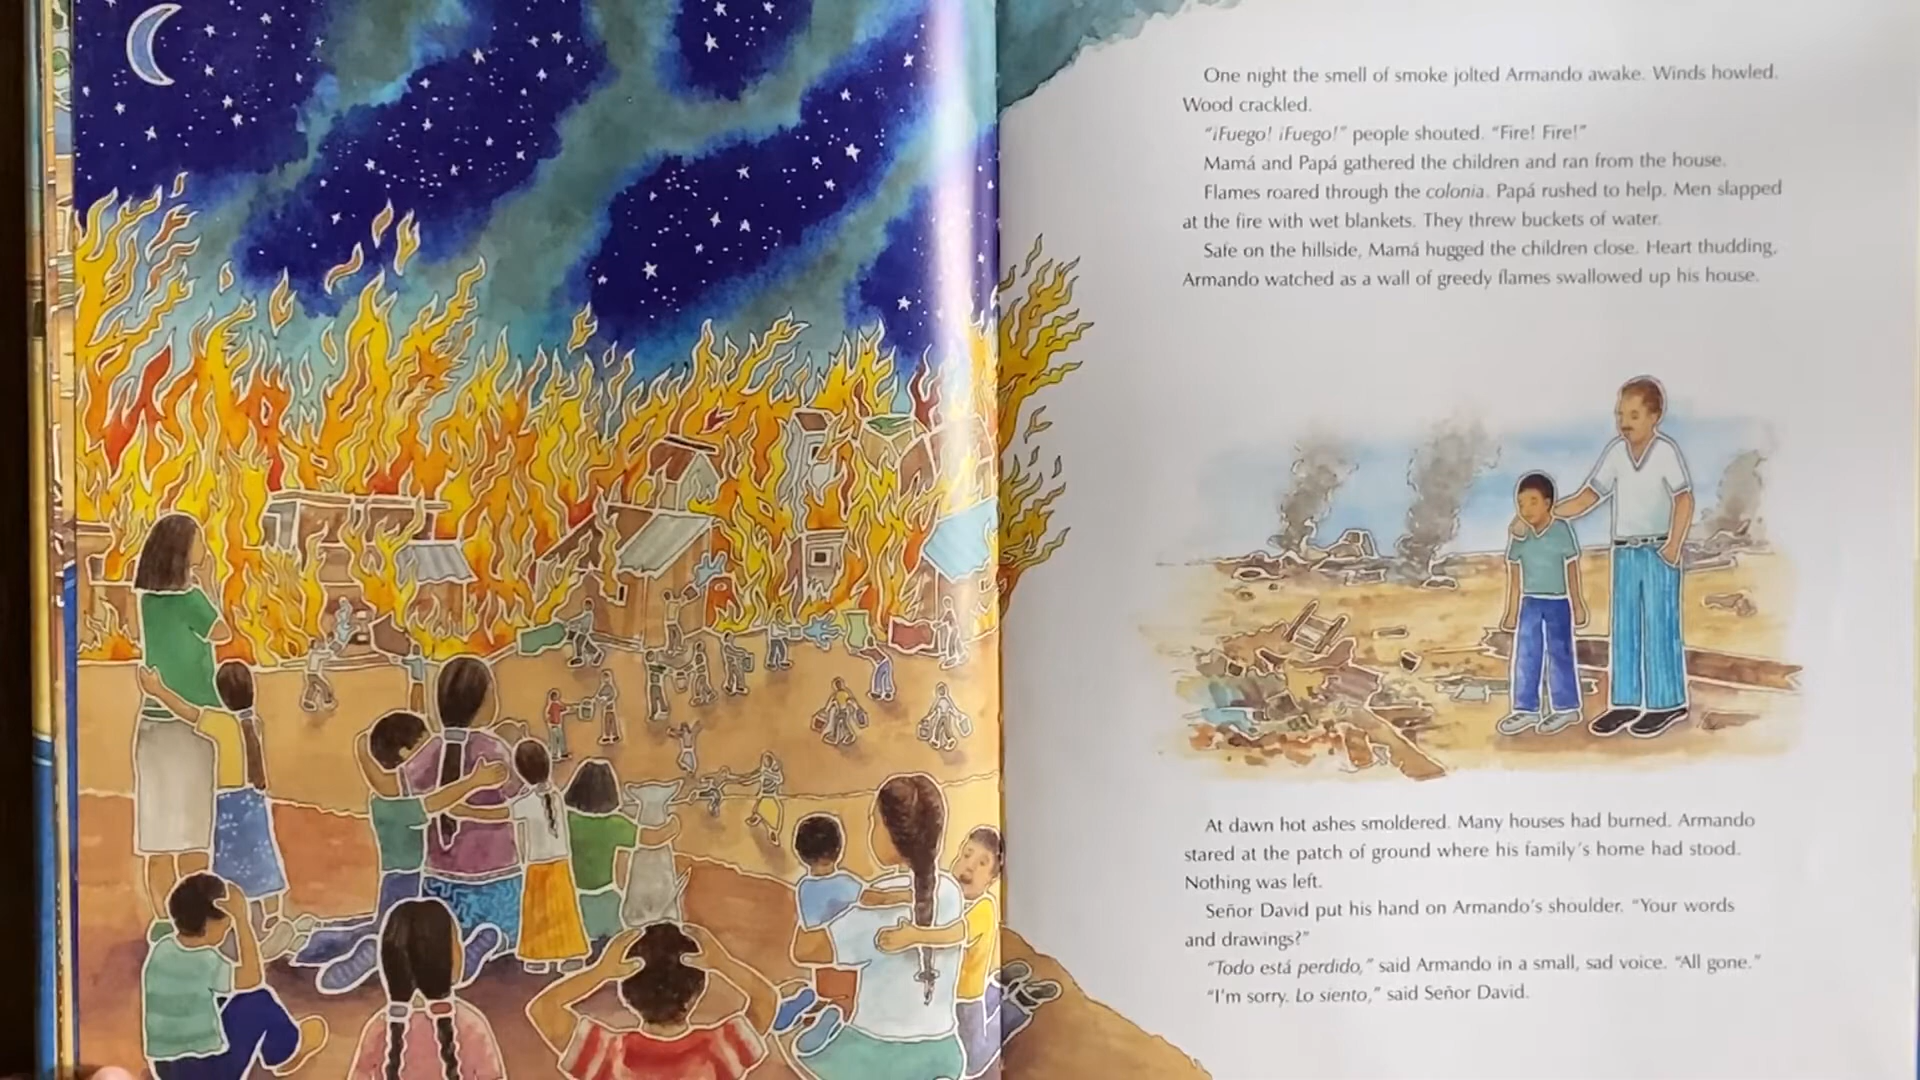 One night the smell of smoke jolted Armando awake. Winds howled.
Wood crackled.
“¡Fuego! ¡Fuego!” people shouted. “Fire! Fire!”
Mamá and Papá gathered the children and ran from the house.
Flames roared through the colonia. Papá rushed to help. Men slapped
at the fire with wet blankets. They threw buckets of water.
Safe on the hillside, Mamá hugged the children close. Heart thudding,
Armando watched as a wall of greedy flames swallowed up his house.
At dawn hot ashes smoldered. Many houses had burned. Armando
stared at the patch of ground where his family’s home had stood.
Nothing was left.
Señor David put his hand on Armando’s shoulder. “Your words
and drawings?”
“Todo está perdido,” said Armando in a small, sad voice. “All gone.”
“I’m sorry. Lo siento,” said Señor David.